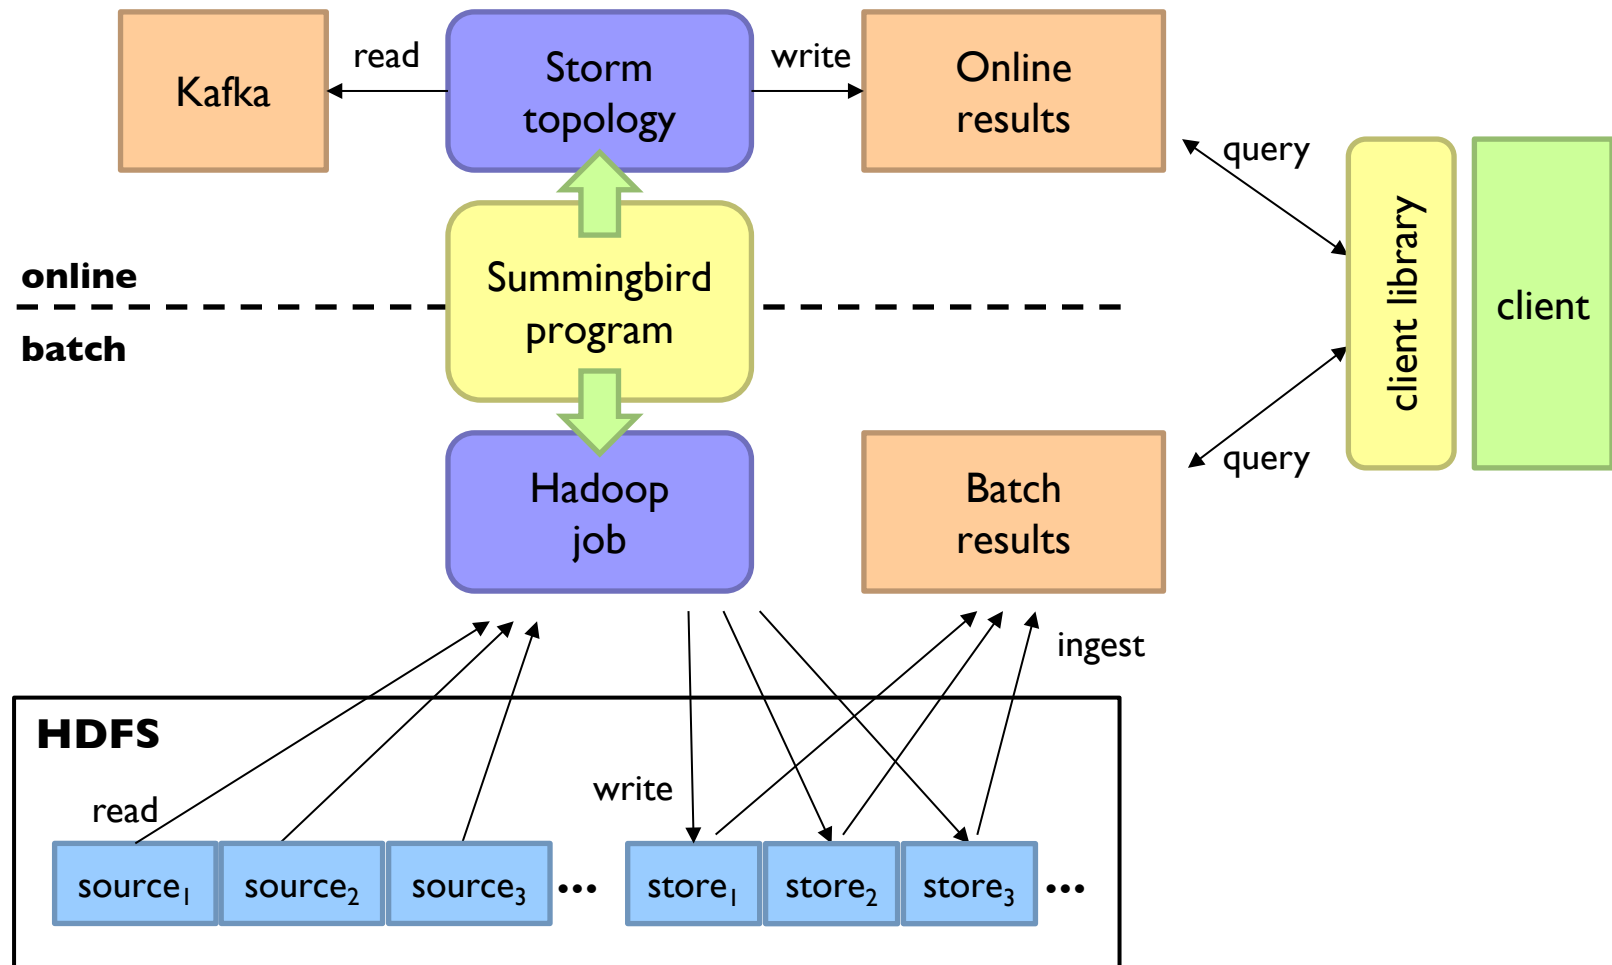 Kafka
read
Storm
topology
write
Online
results
query
online
batch
Summingbird
program
client library
client
Hadoop
job
Batch
results
query
ingest
HDFS
read
write
source1
source2
source3
...
store1
store2
store3
...